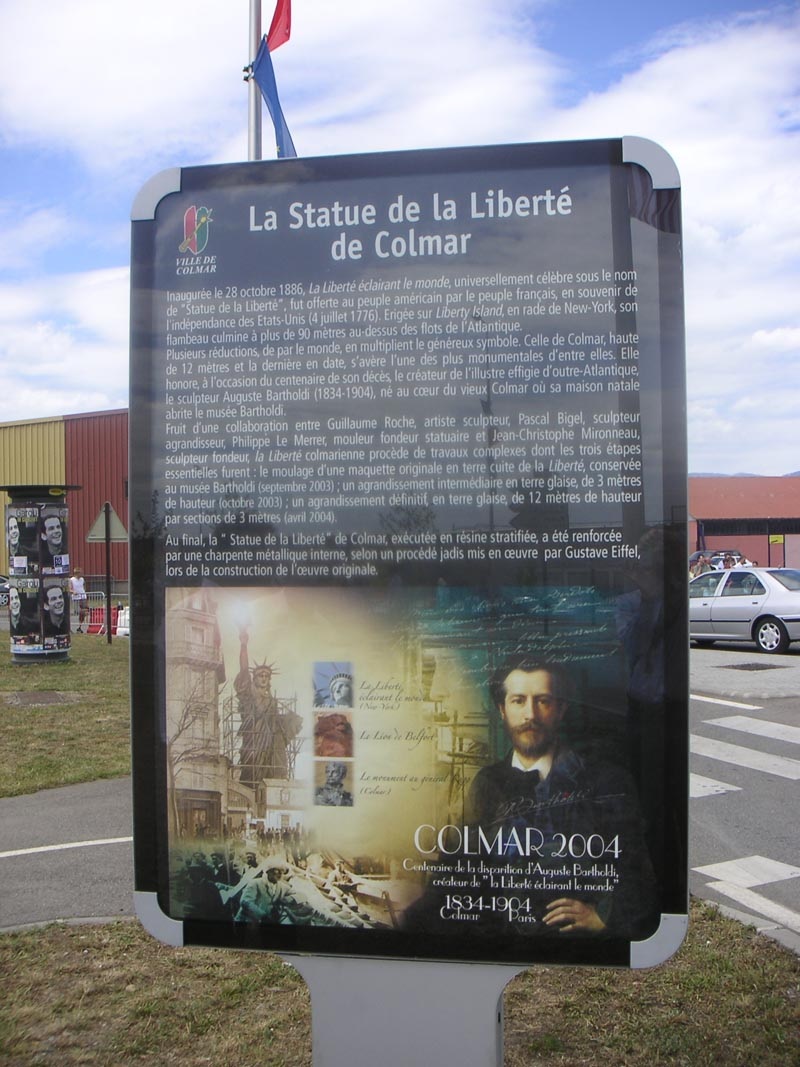 La Statue de la Liberté
de Colmar
VILLE DE
COLMAR
Inaugurée le 28 octobre 1886, La Liberté éclairant le monde, universellement célèbre sous le nom
de "Statue de la Liberté", fut offerte au peuple américain par le peuple français, en souvenir de
l'indépendance des Etats-Unis (4 juillet 1776). Erigée sur Liberty Island, en rade de New-York, son
flambeau culmine à plus de 90 mètres au-dessus des flots de l'Atlantique.
Plusieurs réductions, de par le monde, en multiplient le généreux symbole. Celle de Colmar, haute
de 12 mètres et la dernière en date, s'avère l'une des plus monumentales d'entre elles. Elle
honore, à l'occasion du centenaire de son décès, le créateur de l'illustre effigie d'outre-Atlantique,
le sculpteur Auguste Bartholdi (1834-1904), né au cœur du vieux Colmar où sa maison natale
abrite le musée Bartholdi.
Fruit d'une collaboration entre Guillaume Roche, artiste sculpteur, Pascal Bigel, sculpteur
agrandisseur, Philippe Le Merrer, mouleur fondeur statuaire et Jean-Christophe Mironneau,
sculpteur fondeur, la Liberté colmarienne procède de travaux complexes dont les trois étapes
essentielles furent : le moulage d'une maquette originale en terre cuite de la Liberté, conservée
au musée Bartholdi (septembre 2003) ; un agrandissement intermédiaire en terre glaise, de 3 mètres
de hauteur (octobre 2003) ; un agrandissement définitif, en terre glaise, de 12 mètres de hauteur
par sections de 3 mètres (avril 2004).
Au final, la " Statue de la Liberté" de Colmar, exécutée en résine stratifiée, a été renforcée
par une charpente métallique interne, selon un procédé jadis mis en œuvre par Gustave Eiffel,
lors de la construction de l'œuvre originale.
La Liberté
éclairant le monde
(New-York)
Le Lion de Belfort
Le monument au général
(Colmar)
COLMAR 2004
Centenaire de la disparition d'Auguste Bartholdi,
créateur de "la Liberté éclairant le monde"
1834-1904
Colmar Paris